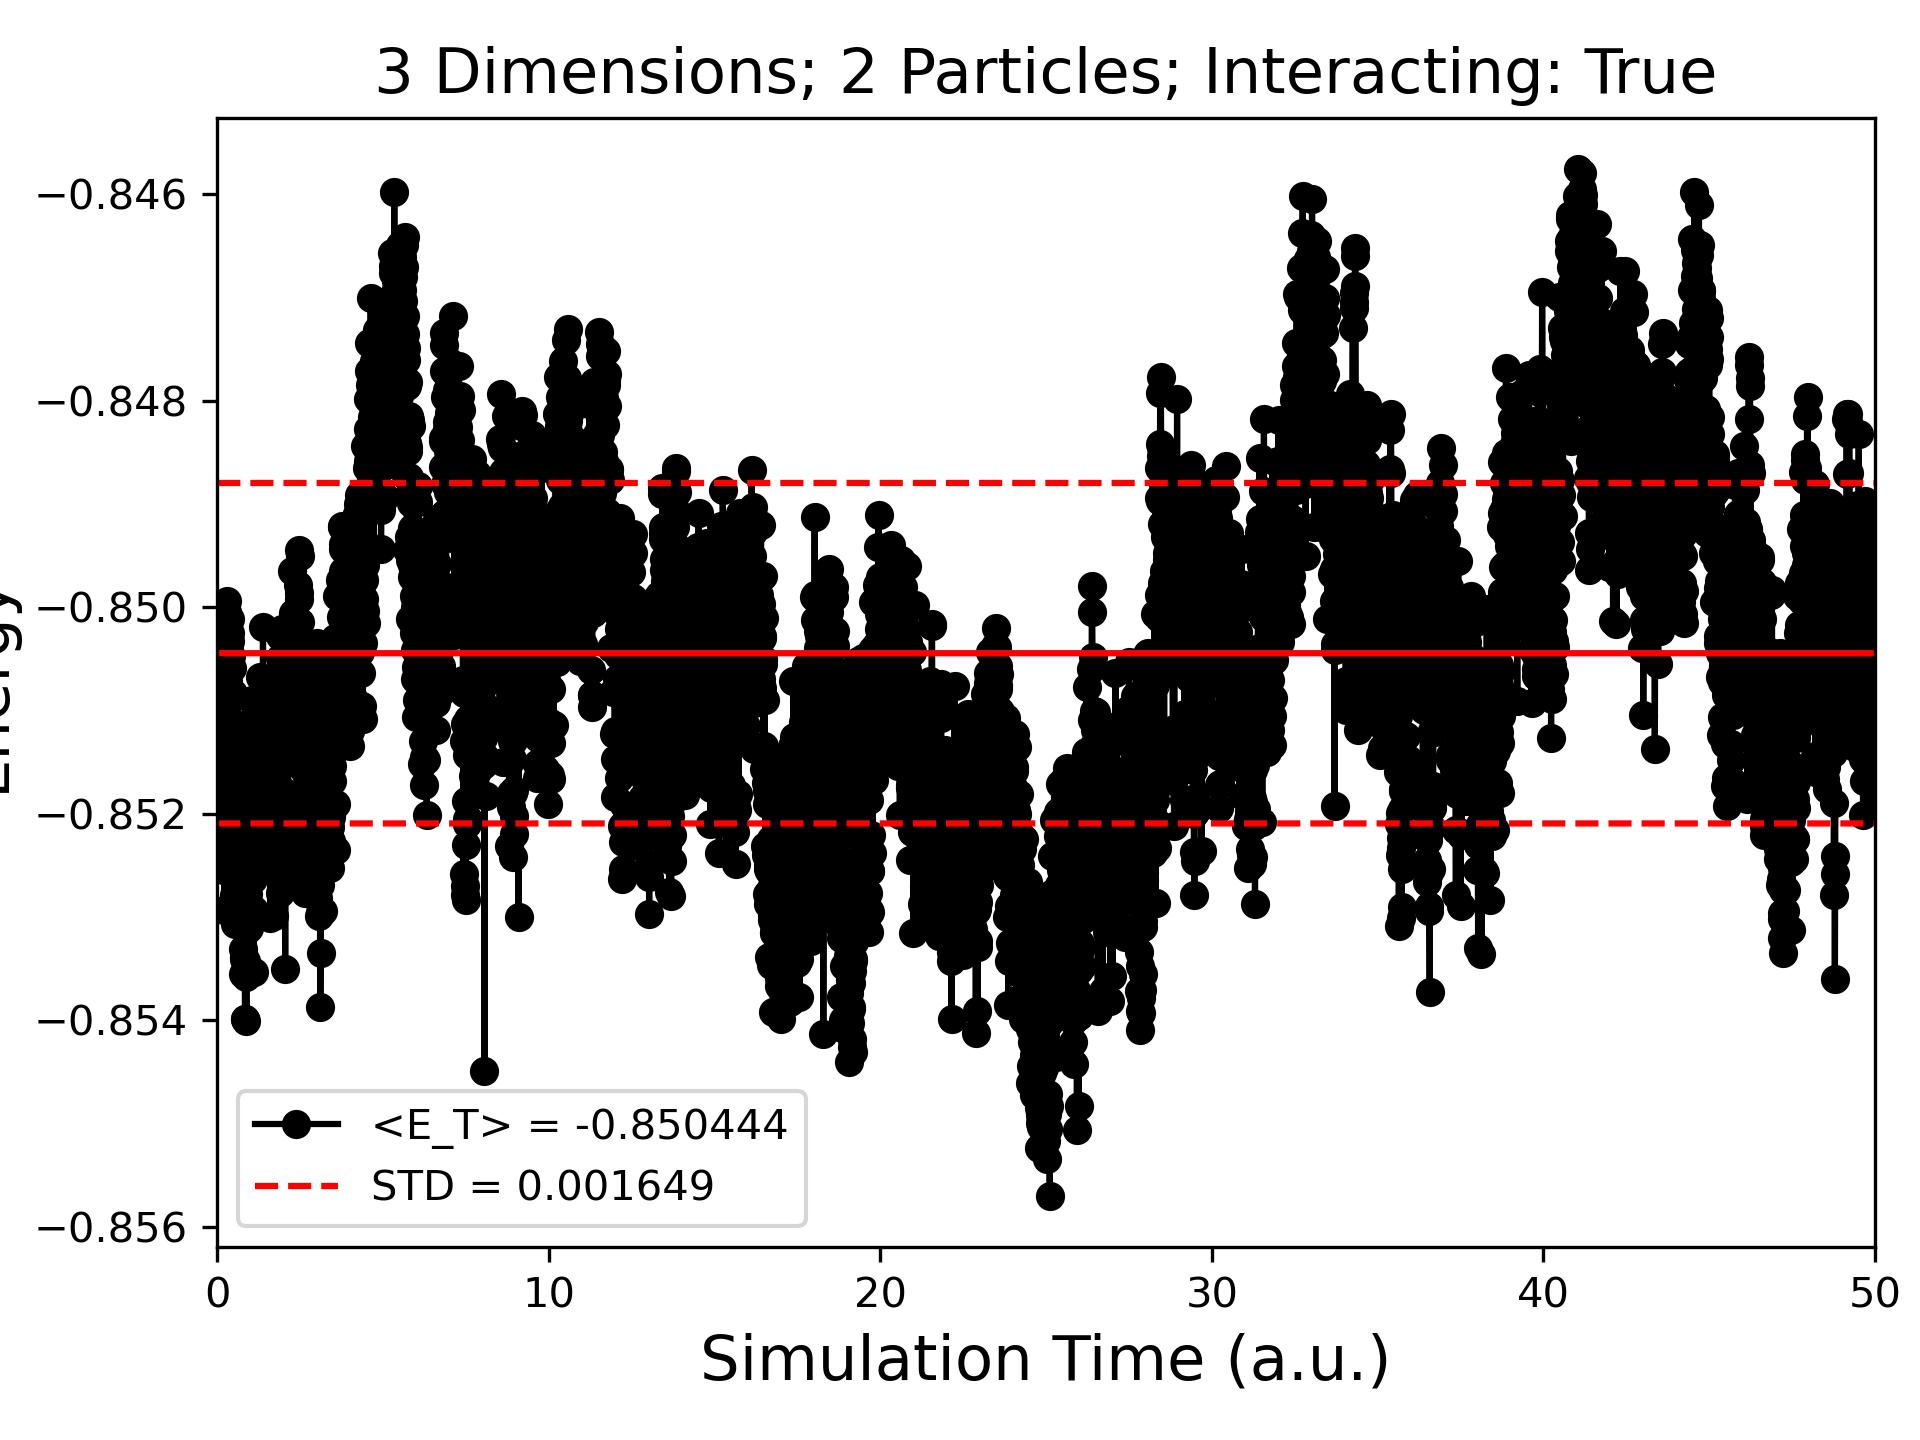 3 Dimensions; 2 Particles; Interacting: True
Energy
−0.846
−0.848
−0.850
−0.852
−0.854
−0.856
<E_T> = -0.850444
STD = 0.001649
0 10 20 30 40 50
Simulation Time (a.u.)